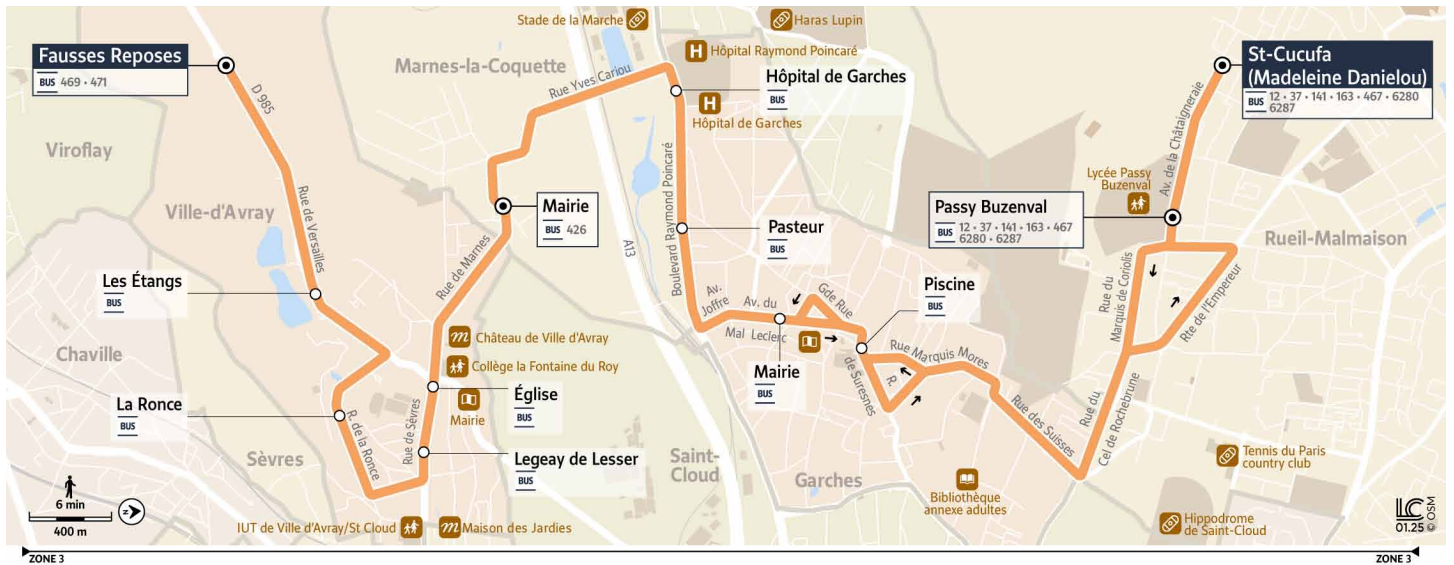 Fausses Reposes
BUS 469 • 471
D 985
Viroflay
Ville-d'Avray
Rue de Versailles
Les Étangs
BUS
Chaville
La Ronce
BUS
R. de la Ronce
Sèvres
6 min
400 m
IUT de Ville d'Avray/St Cloud
Maison des Jardies
Rue de Sèvres
Legeay de Lesser
BUS
Église
BUS
Mairie
Collège la Fontaine du Roy
Château de Ville d'Avray
Rue de Marnes
Mairie
BUS 426
Marnes-la-Coquette
Rue Yves Cariou
Stade de la Marche
Haras Lupin
H Hôpital Raymond Poincaré
Hôpital de Garches
BUS
H
Hôpital de Garches
A13
Boulevard Raymond Poincaré
Pasteur
BUS
Av.
Joffre
Av. du
Mal Leclerc
Gde Rue
Mairie
BUS
Piscine
BUS
R.
de Suresnes
Rue Marquis Mores
Saint-
Cloud
Garches
Bibliothèque
annexe adultes
Rue des Suisses
Rue du
Cel de Rochebrune
Rue du
Marquis de Coriolis
Rte de l'Empereur
Passy Buzenval
BUS 12 • 37 • 141 • 163 • 467
6280 • 6287
Lycée Passy
Buzenval
Av. de la Châtaigneraie
St-Cucufa
(Madeleine Danielou)
BUS 12 • 37 • 141 • 163 • 467 • 6280
6287
Rueil-Malmaison
Tennis du Paris
country club
Hippodrome
de Saint-Cloud
LC
01.25 © OSM
ZONE 3
ZONE 3